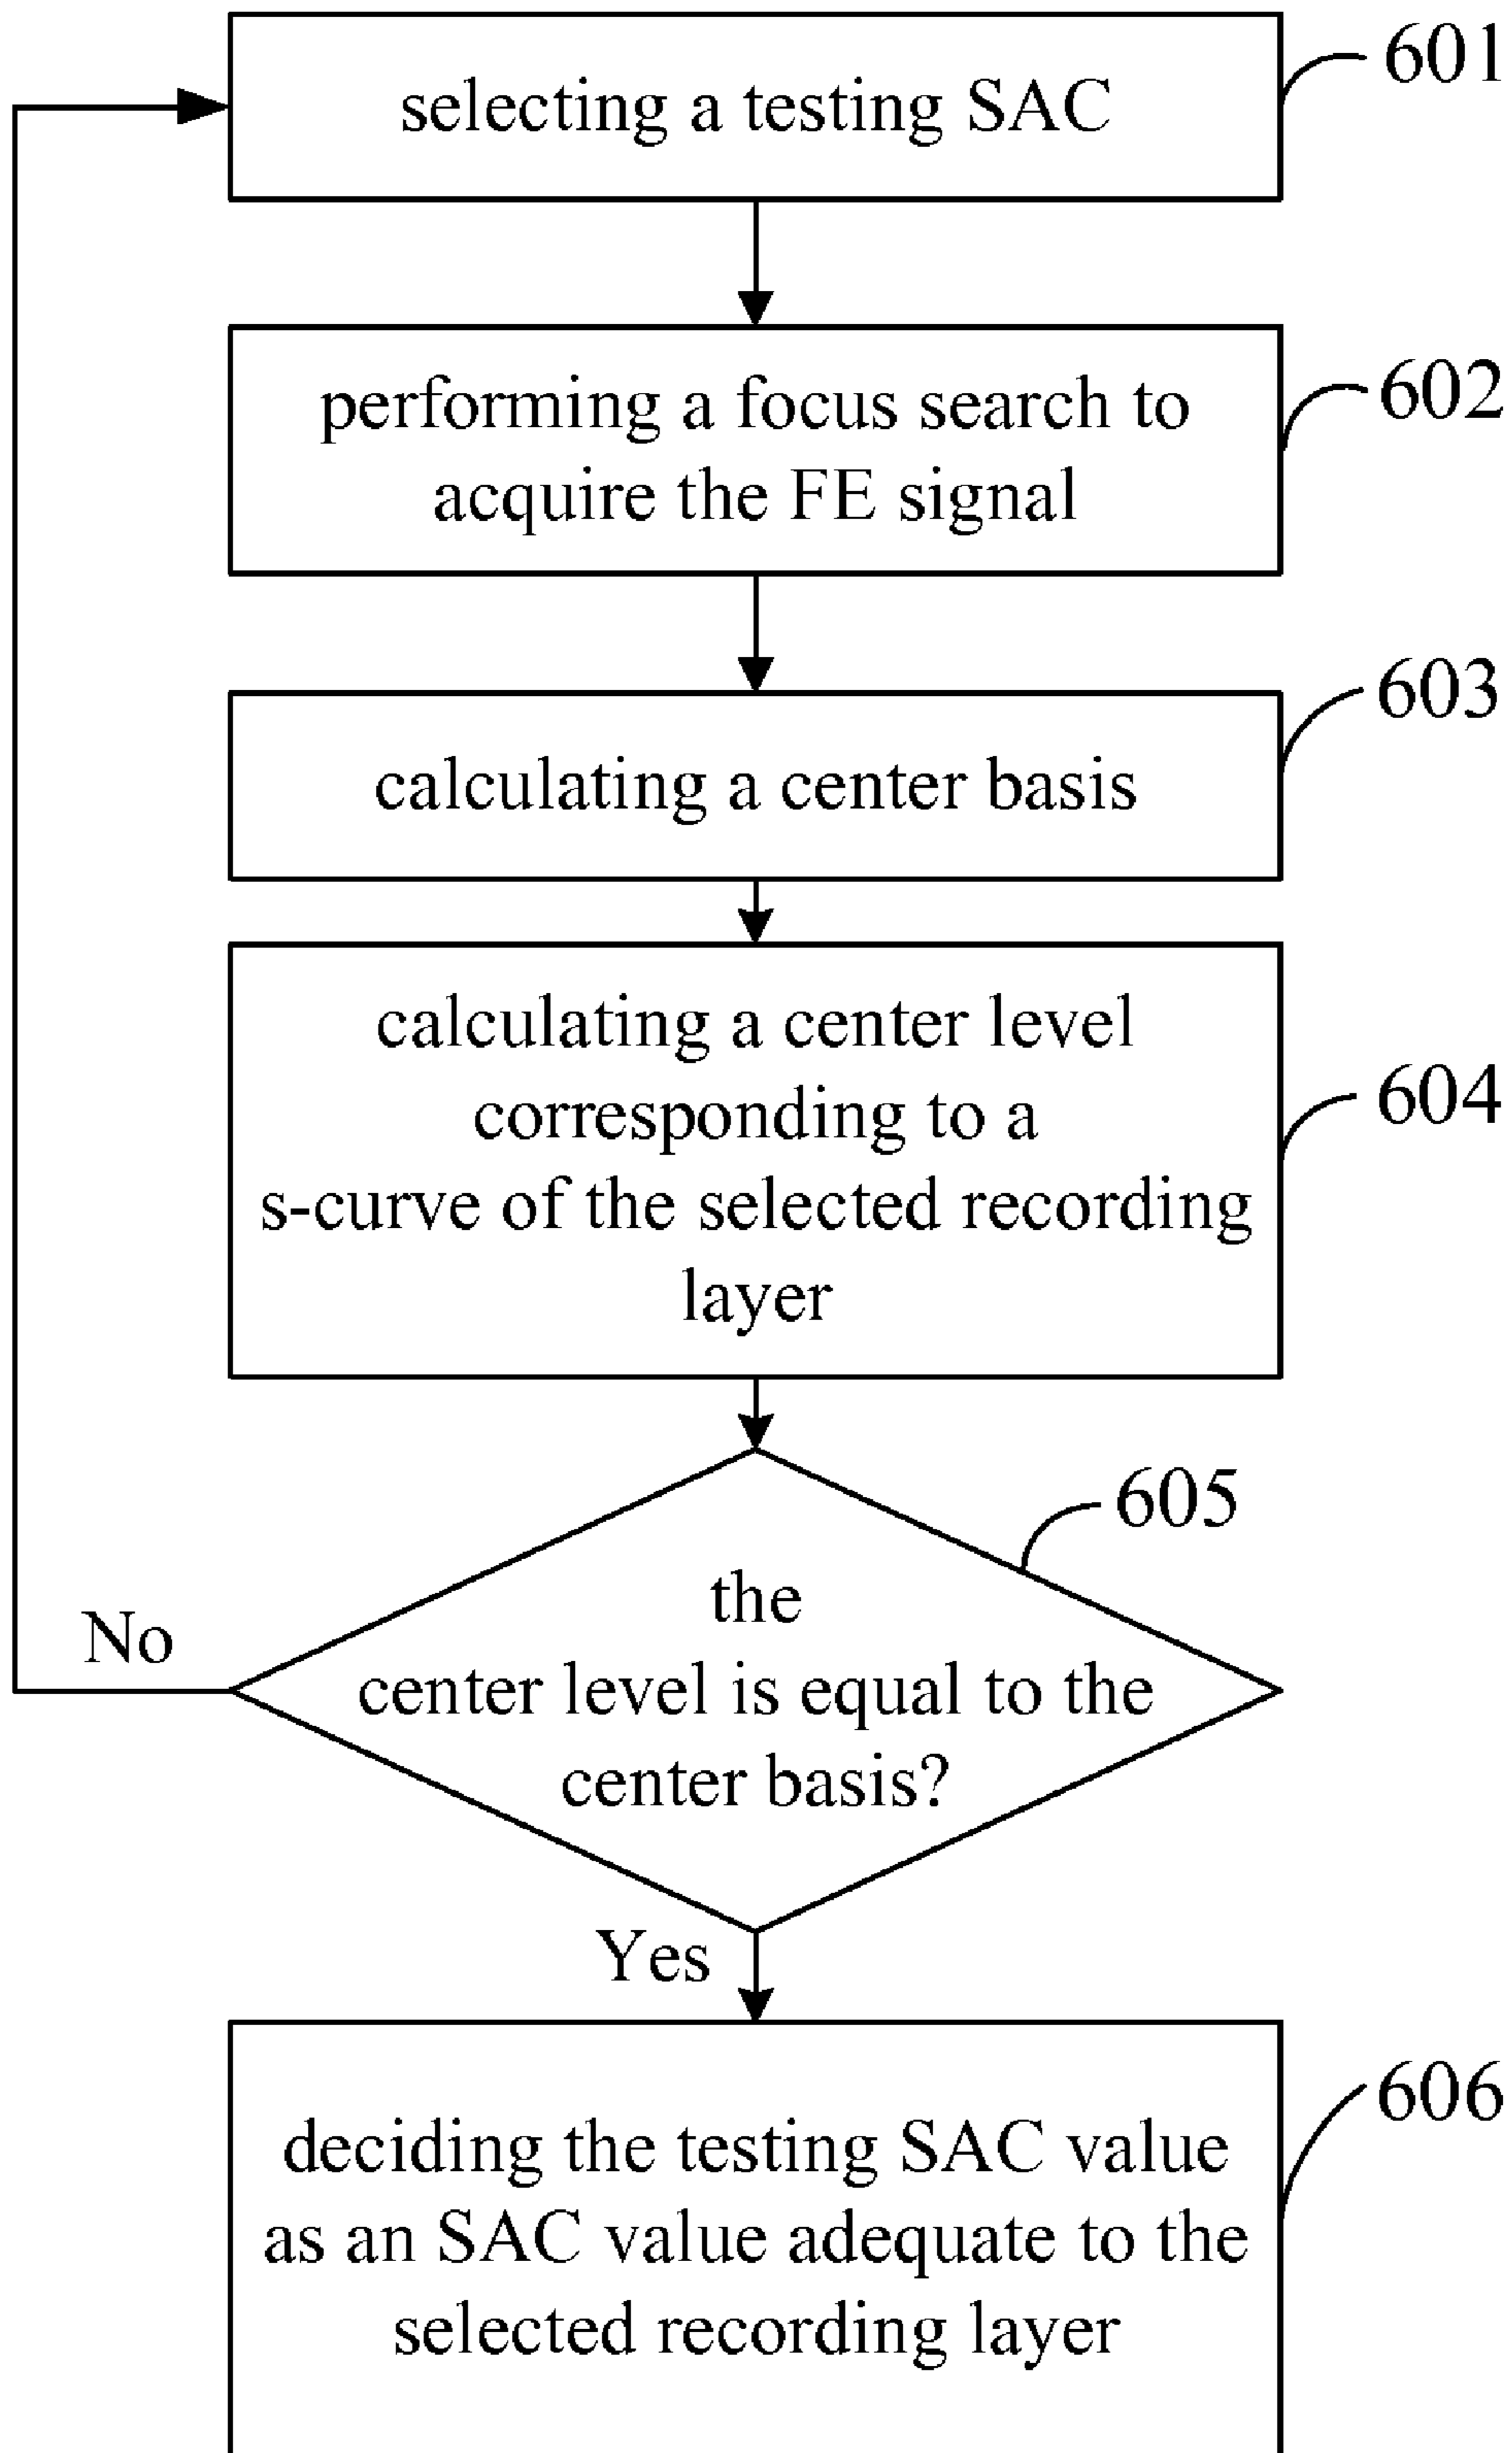 selecting a testing SAC
601
performing a focus search to
acquire the FE signal
602
calculating a center basis
603
calculating a center level
corresponding to a
s-curve of the selected recording
layer
604
605
the
center level is equal to the
center basis?
No
Yes
deciding the testing SAC value
as an SAC value adequate to the
selected recording layer
606